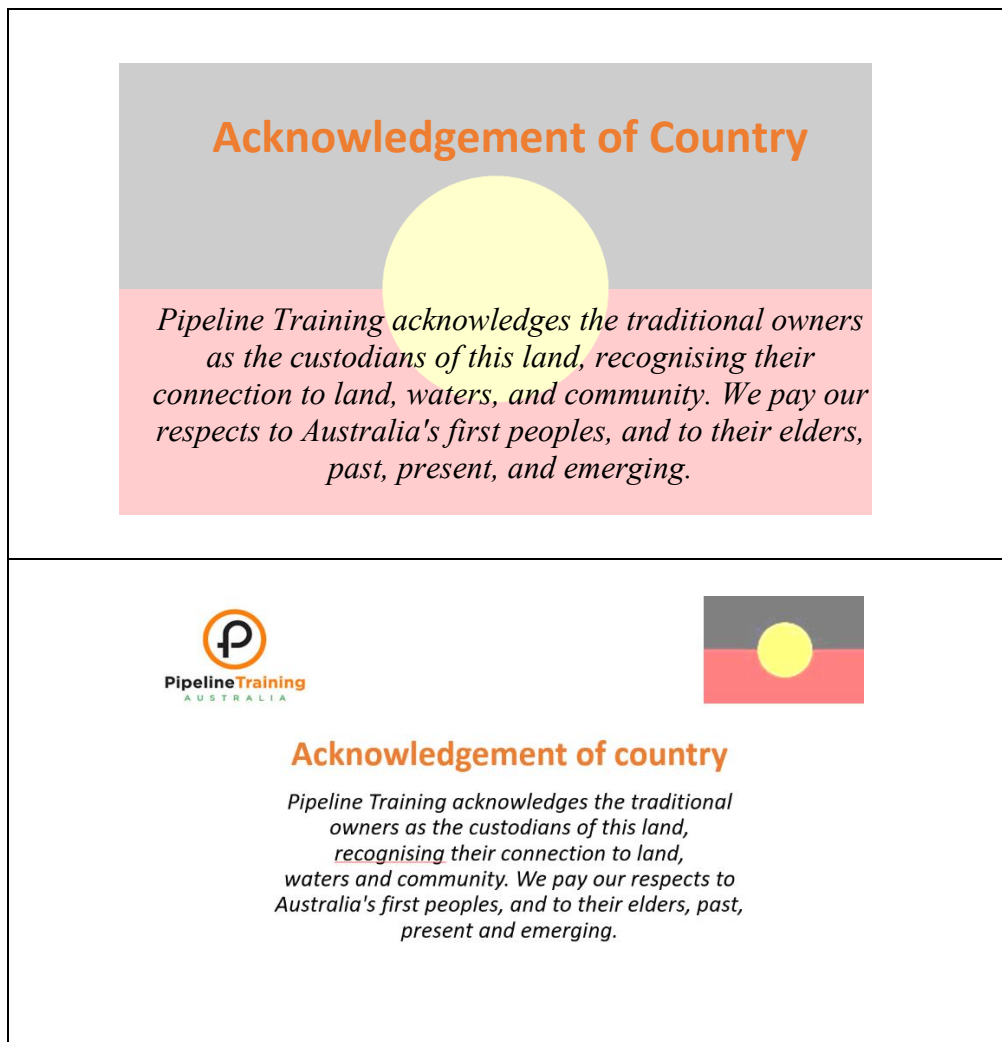 Acknowledgement of Country
Pipeline Training acknowledges the traditional owners
as the custodians of this land, recognising their
connection to land, waters, and community. We pay our
respects to Australia's first peoples, and to their elders,
past, present, and emerging.
PipelineTraining
AUSTRALIA
Acknowledgement of country
Pipeline Training acknowledges the traditional
owners as the custodians of this land,
recognising their connection to land,
waters and community. We pay our respects to
Australia's first peoples, and to their elders, past,
present and emerging.